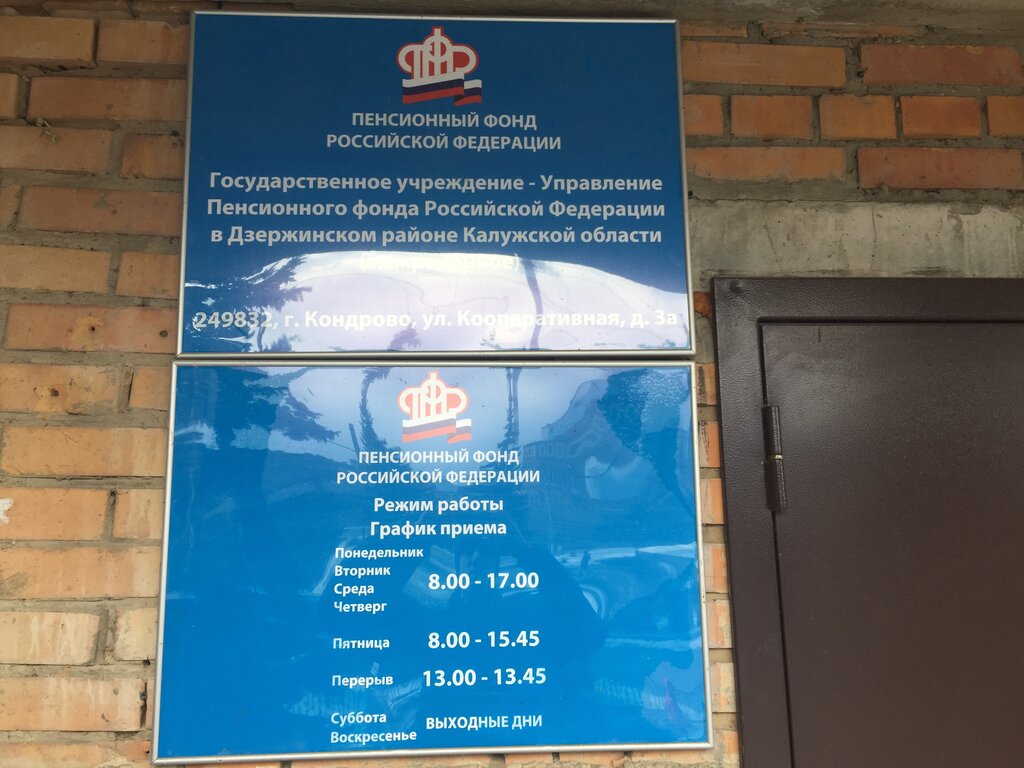 ПЕНСИОННЫЙ ФОНД
РОССИЙСКОЙ ФЕДЕРАЦИИ
Государственное учреждение - Управление
Пенсионного фонда Российской Федерации
в Дзержинском районе Калужской области
249832, г. Кондрово, ул. Кооперативная, д. 3а
ПЕНСИОННЫЙ ФОНД
РОССИЙСКОЙ ФЕДЕРАЦИИ
Режим работы
График приема
Понедельник
Вторник
Среда
Четверг
8.00 - 17.00
Пятница 8.00 - 15.45
Перерыв 13.00 - 13.45
Суббота
Воскресенье
ВЫХОДНЫЕ ДНИ